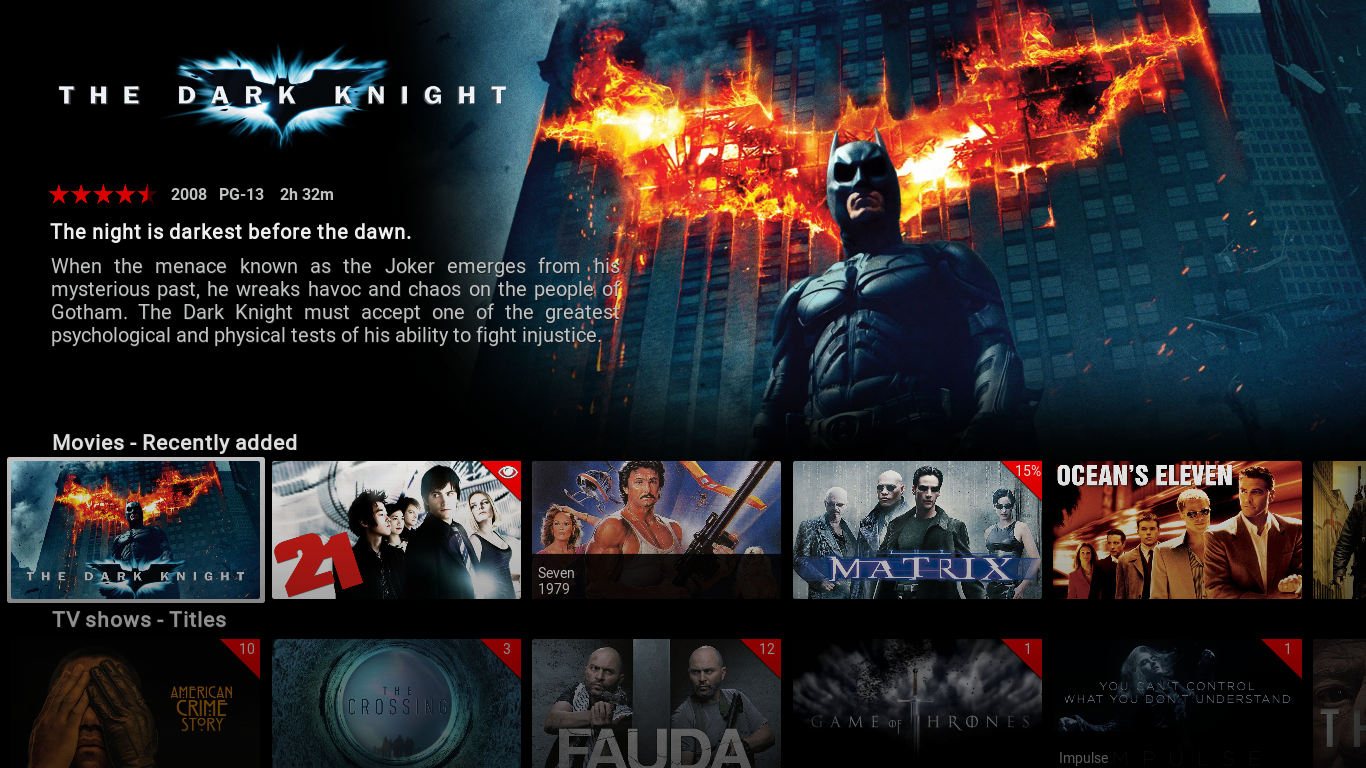 THE DARK KNIGHT
2008 PG-13 2h 32m
The night is darkest before the dawn.
When the menace known as the Joker emerges from his
mysterious past, he wreaks havoc and chaos on the people of
Gotham. The Dark Knight must accept one of the greatest
psychological and physical tests of his ability to fight injustice.
Movies - Recently added
THE DARK KNIGHT
21
Seven
1979
15%
MATRIX
OCEAN'S ELEVEN
TV shows - Titles
10
AMERICAN
CRIME
STORY
3
THE
CROSSING
12
FAUDA
1
GAME OF THRONES
1
YOU CAN'T CONTROL
WHAT YOU DON'T UNDERSTAND
Impulse
IMPULSE